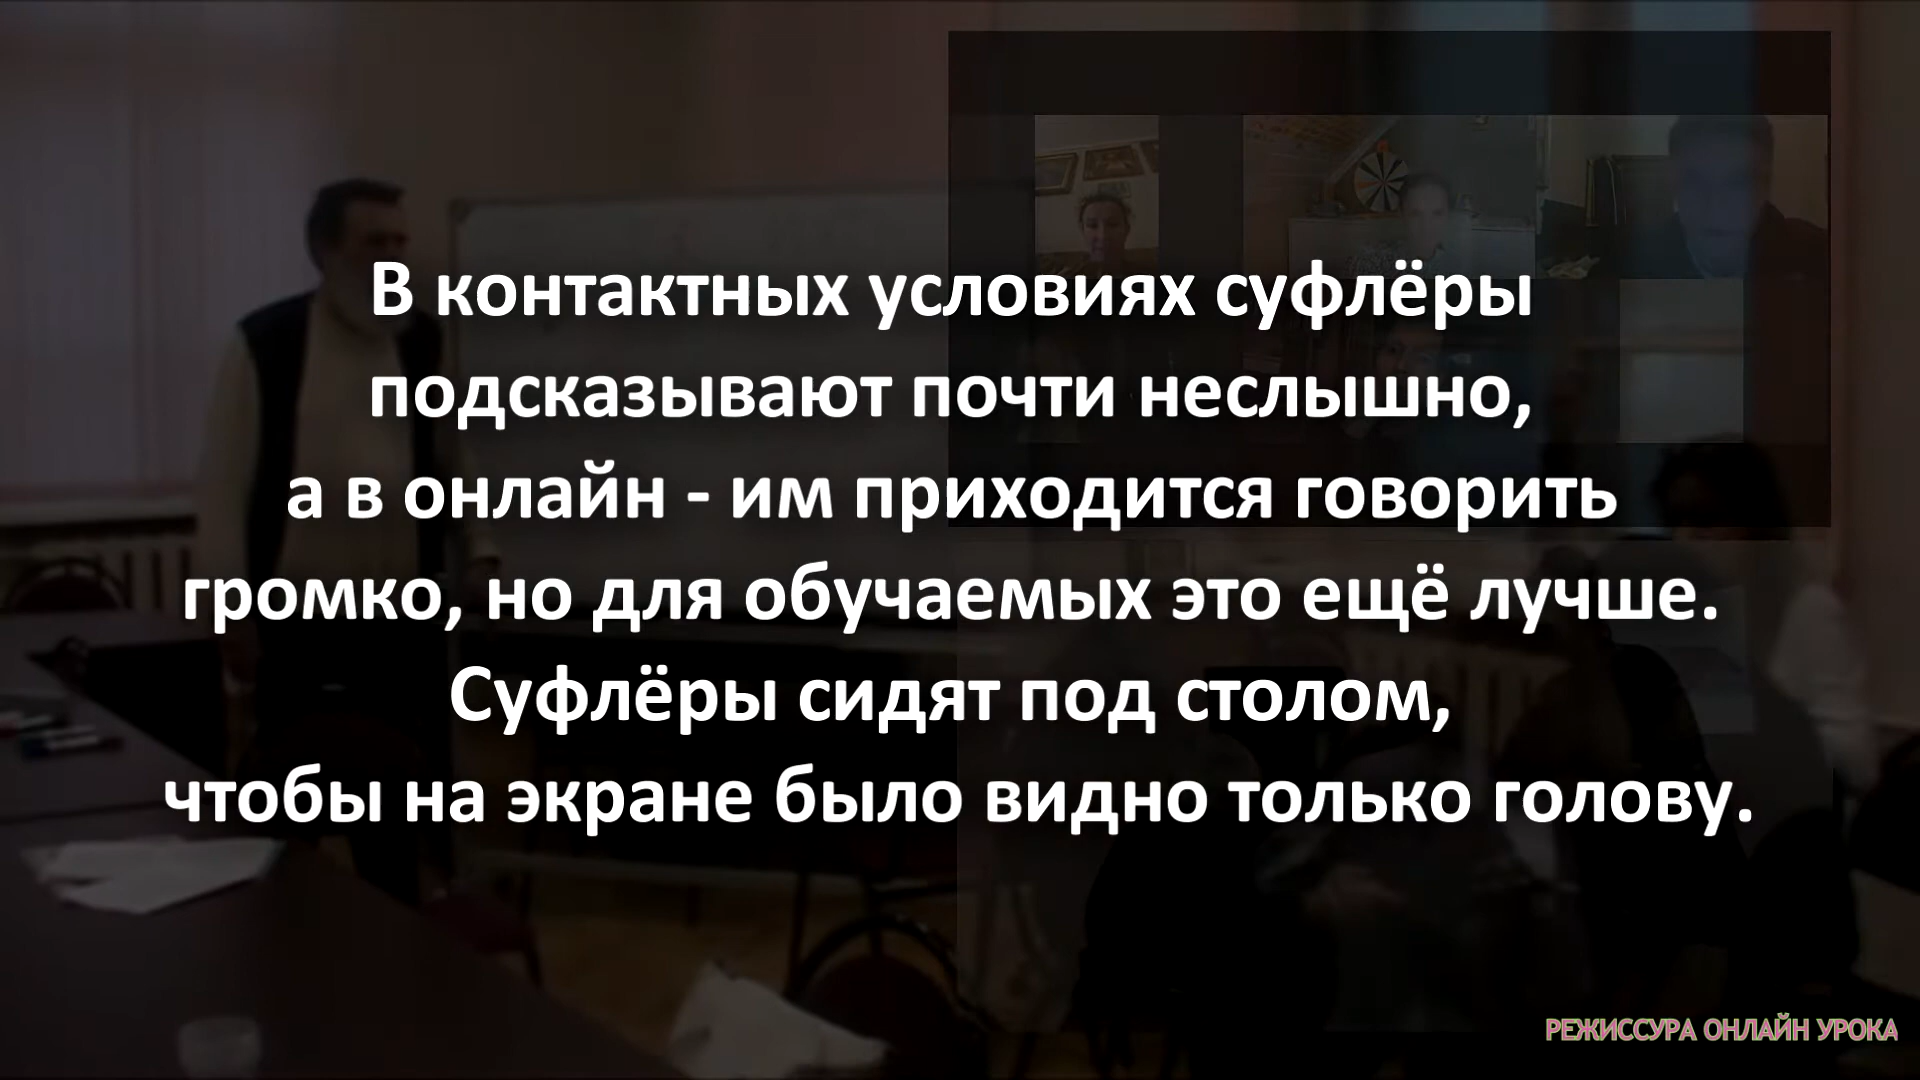 В контактных условиях суфлёры
подсказывают почти неслышно,
а в онлайн - им приходится говорить
громко, но для обучаемых это ещё лучше.
Суфлёры сидят под столом,
чтобы на экране было видно только голову.
РЕЖИССУРА ОНЛАЙН УРОКА